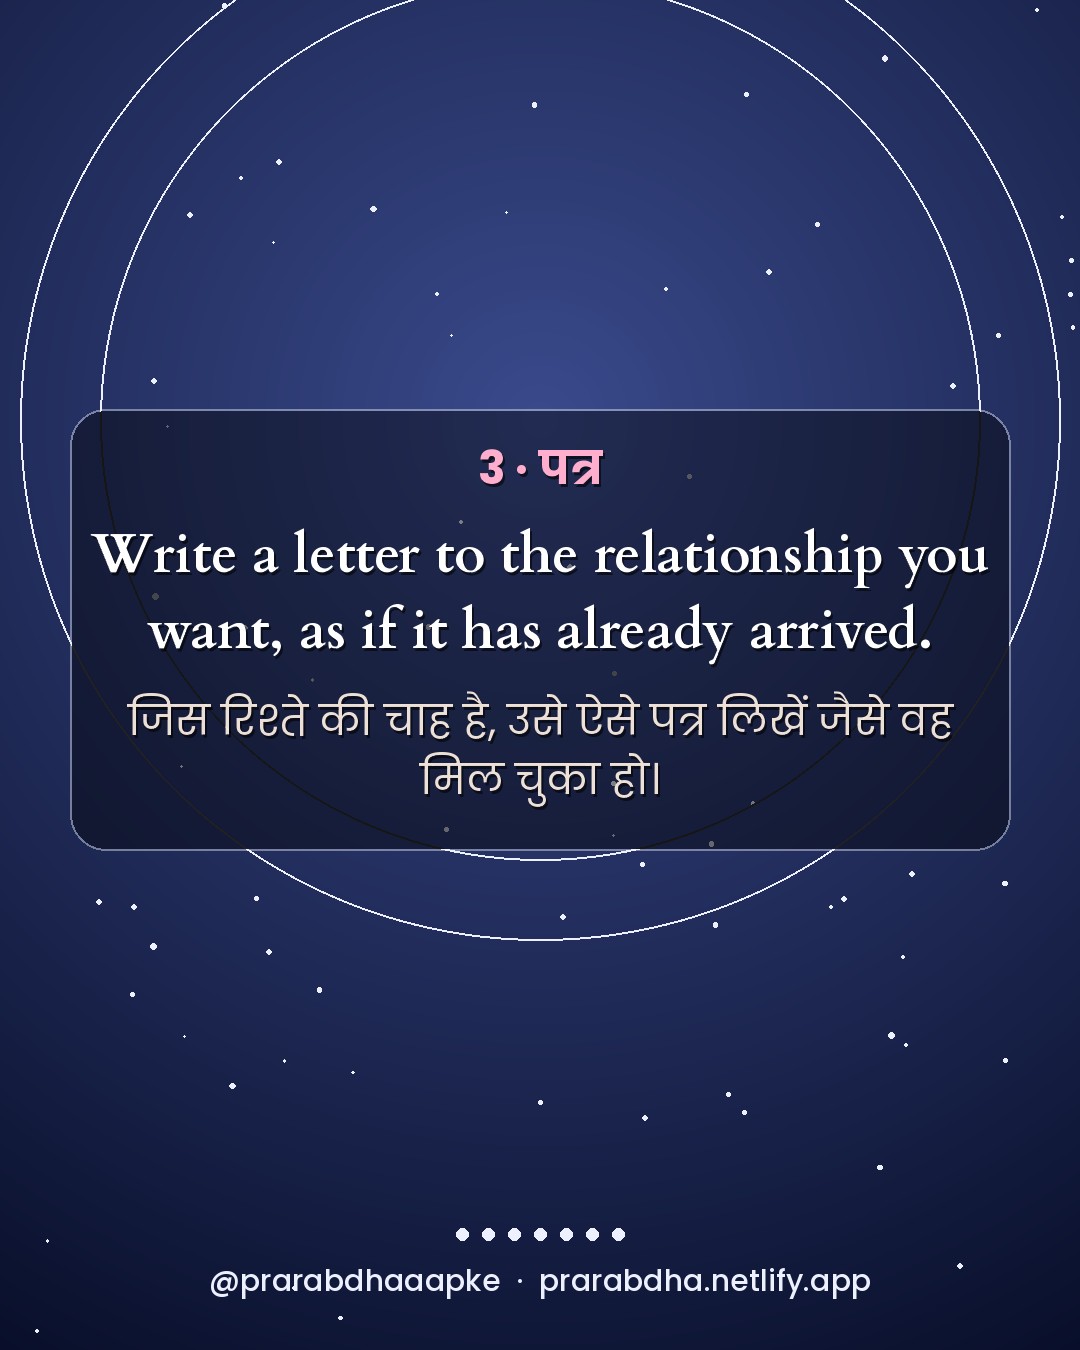 3 · पत्र
Write a letter to the relationship you
want, as if it has already arrived.
जिस रिश्ते की चाह है, उसे ऐसे पत्र लिखें जैसे वह
मिल चुका हो।
@prarabdhaaapke · prarabdha.netlify.app